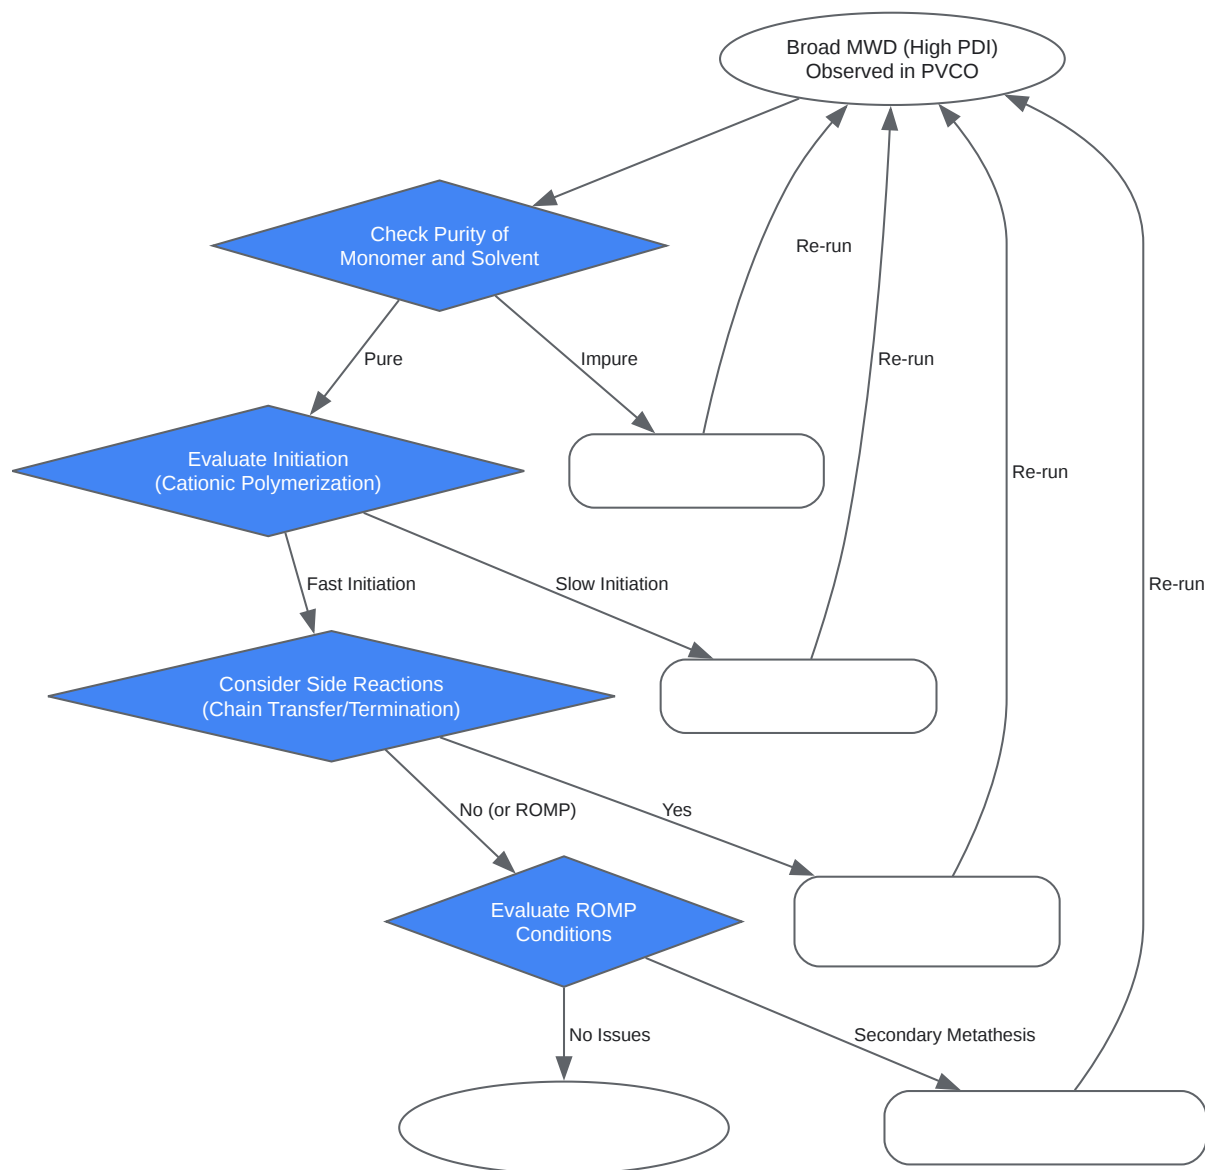 Broad MWD (High PDI)
Observed in PVCO
Check Purity of
Monomer and Solvent
Re-run
Pure
Impure
Re-run
Evaluate Initiation
(Cationic Polymerization)
Re-run
Fast Initiation
Slow Initiation
Re-run
Consider Side Reactions
(Chain Transfer/Termination)
No (or ROMP)
Yes
Evaluate ROMP
Conditions
No Issues
Secondary Metathesis